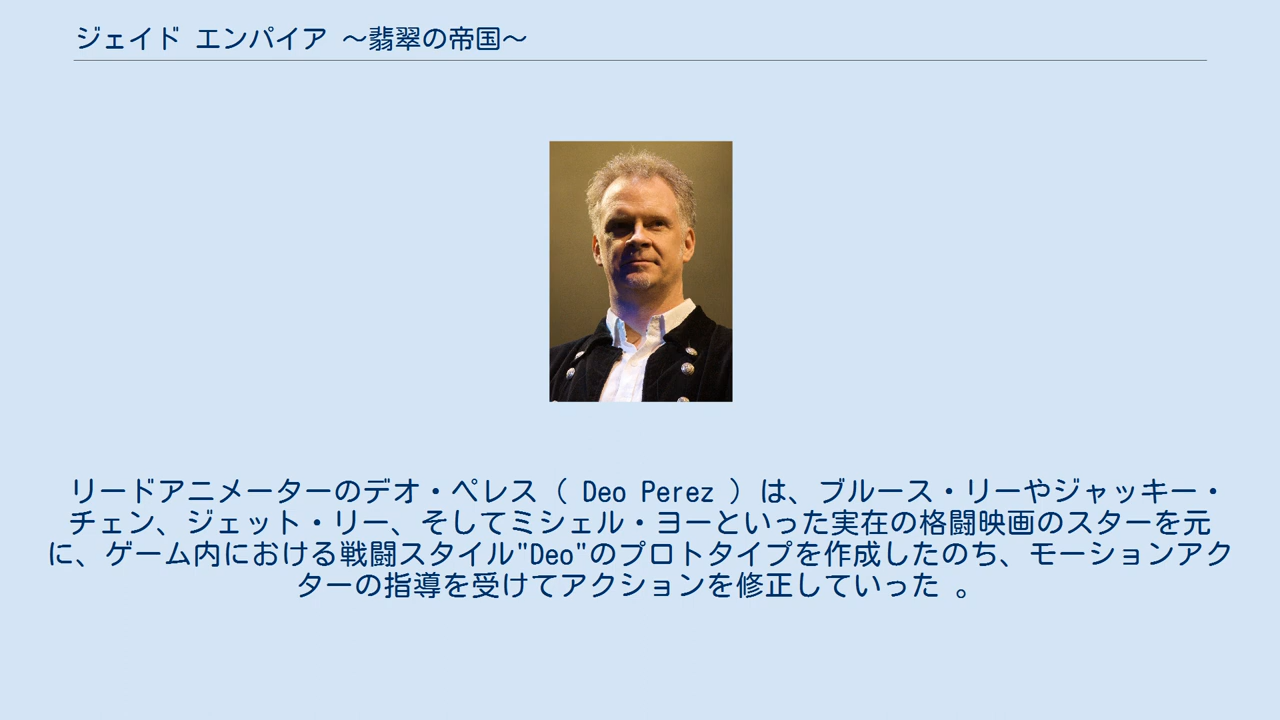 ジェイド エンパイア ～翡翠の帝国～
リードアニメーターのデオ・ペレス（ Deo Perez ）は、ブルース・リーやジャッキー・
チェン、ジェット・リー、そしてミシェル・ヨーといった実在の格闘映画のスターを元
に、ゲーム内における戦闘スタイル"Deo"のプロトタイプを作成したのち、モーションアク
ターの指導を受けてアクションを修正していった 。